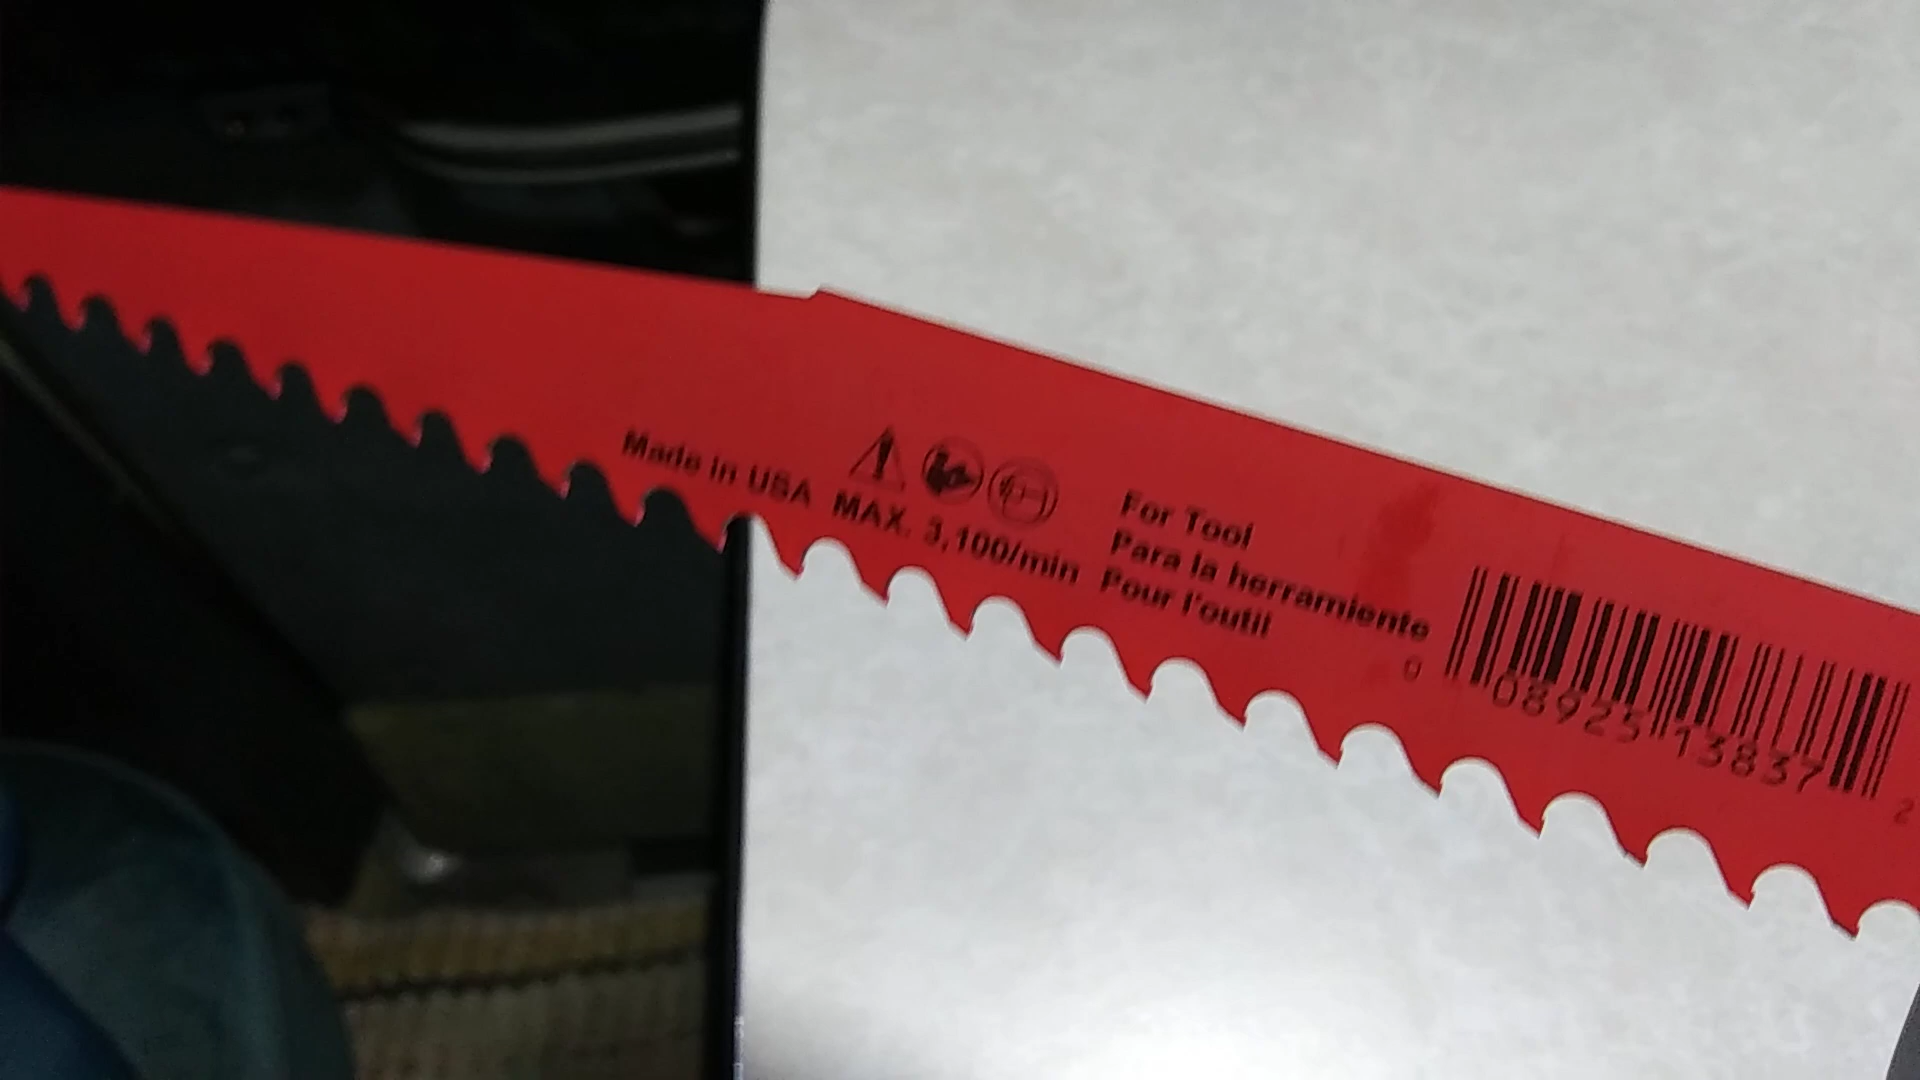 Made in USA
MAX. 3,100/min
For Tool
Para la herramiente
Pour l'outil
0 08925 13837 2